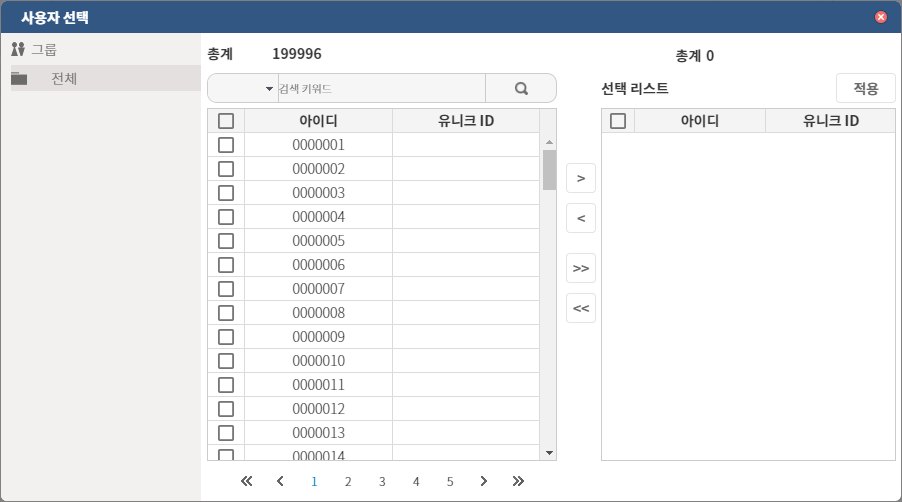 사용자 선택
그룹
전체
총계 199996
검색 키워드
아이디 유니크 ID
0000001
0000002
0000003
0000004
0000005
0000006
0000007
0000008
0000009
0000010
0000011
0000012
0000013
0000014
1 2 3 4 5
>
<
>>
<<
총계 0
선택 리스트 적용
아이디 유니크 ID